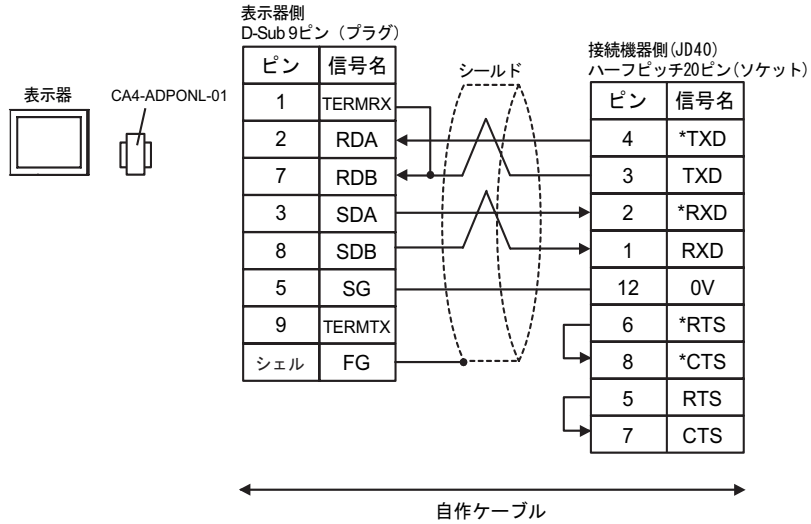 表示器
CA4-ADPONL-01
表示器側
D-Sub 9ピン（プラグ）
ピン 信号名
1 TERMRX
2 RDA
7 RDB
3 SDA
8 SDB
5 SG
9 TERMTX
シェル FG
シールド
接続機器側(JD40)
ハーフピッチ20ピン(ソケット)
ピン 信号名
4 *TXD
3 TXD
2 *RXD
1 RXD
12 0V
6 *RTS
8 *CTS
5 RTS
7 CTS
自作ケーブル